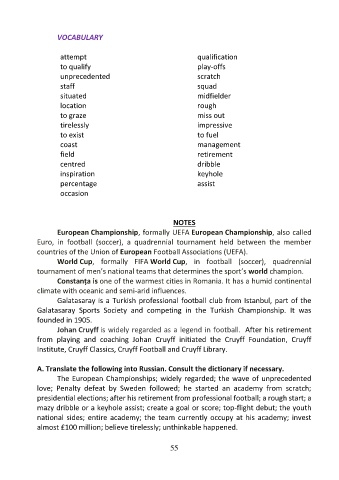 VOCABULARY
attempt
to qualify
unprecedented
staff
situated
location
to graze
tirelessly
to exist
coast
field
centred
inspiration
percentage
occasion
qualification
play-offs
scratch
squad
midfielder
rough
miss out
impressive
to fuel
management
retirement
dribble
keyhole
assist
NOTES
European Championship, formally UEFA European Championship, also called
Euro, in football (soccer), a quadrennial tournament held between the member
countries of the Union of European Football Associations (UEFA).
World Cup, formally FIFA World Cup, in football (soccer), quadrennial
tournament of men's national teams that determines the sport's world champion.
Constanța is one of the warmest cities in Romania. It has a humid continental
climate with oceanic and semi-arid influences.
Galatasaray is a Turkish professional football club from Istanbul, part of the
Galatasaray Sports Society and competing in the Turkish Championship. It was
founded in 1905.
Johan Cruyff is widely regarded as a legend in football. After his retirement
from playing and coaching Johan Cruyff initiated the Cruyff Foundation, Cruyff
Institute, Cruyff Classics, Cruyff Football and Cruyff Library.
A. Translate the following into Russian. Consult the dictionary if necessary.
The European Championships; widely regarded; the wave of unprecedented
love; Penalty defeat by Sweden followed; he started an academy from scratch;
presidential elections; after his retirement from professional football; a rough start; a
mazy dribble or a keyhole assist; create a goal or score; top-flight debut; the youth
national sides; entire academy; the team currently occupy at his academy; invest
almost £100 million; believe tirelessly; unthinkable happened.
55